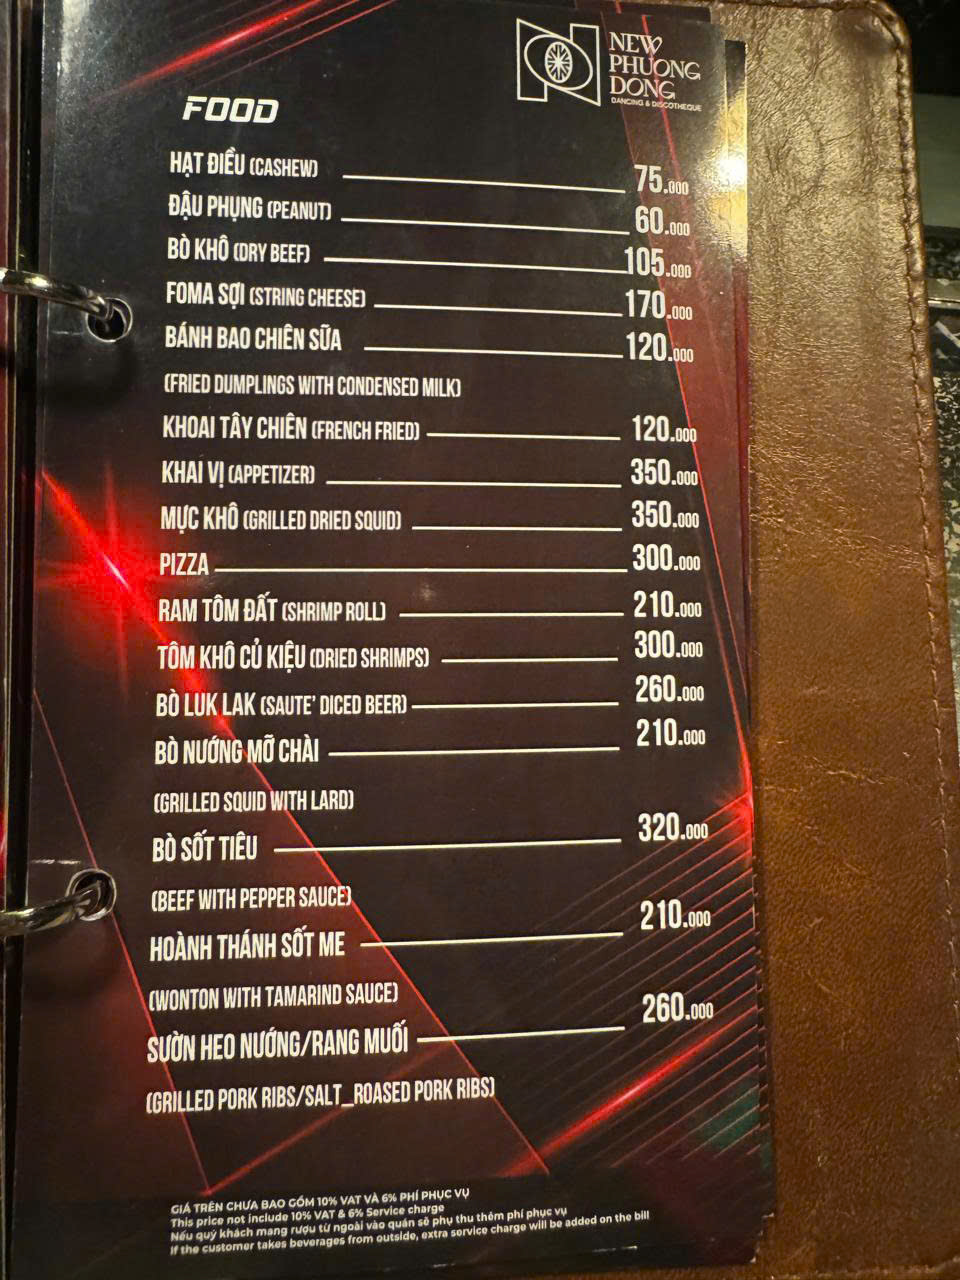 NEW
PHUONG
DONG
DANCING & DISCOTHEQUE
FOOD
HẠT ĐIỀU (CASHEW) 75.000
ĐẬU PHỤNG (PEANUT) 60.000
BÒ KHÔ (DRY BEEF) 105.000
FOMA SỢI (STRING CHEESE) 170.000
BÁNH BAO CHIÊN SỮA 120.000
(FRIED DUMPLINGS WITH CONDENSED MILK)
KHOAI TÂY CHIÊN (FRENCH FRIED) 120.000
KHAI VỊ (APPETIZER) 350.000
MỰC KHÔ (GRILLED DRIED SQUID) 350.000
PIZZA 300.000
RAM TÔM ĐẤT (SHRIMP ROLL) 210.000
TÔM KHÔ CỦ KIỆU (DRIED SHRIMPS) 300.000
BÒ LUK LAK (SAUTE' DICED BEER) 260.000
BÒ NƯỚNG MỠ CHÀI 210.000
(GRILLED SQUID WITH LARD)
BÒ SỐT TIÊU 320.000
(BEEF WITH PEPPER SAUCE)
HOÀNH THÁNH SỐT ME 210.000
(WONTON WITH TAMARIND SAUCE)
SƯỜN HEO NƯỚNG/RANG MUỐI 260.000
(GRILLED PORK RIBS/SALT_ROASED PORK RIBS)
GIÁ TRÊN CHƯA BAO GỒM 10% VAT VÀ 6% PHÍ PHỤC VỤ
This price not include 10% VAT & 6% Service charge
Nếu quý khách mang rượu từ ngoài vào quán sẽ phụ thu thêm phí phục vụ
If the customer takes beverages from outside, extra service charge will be added on the bill